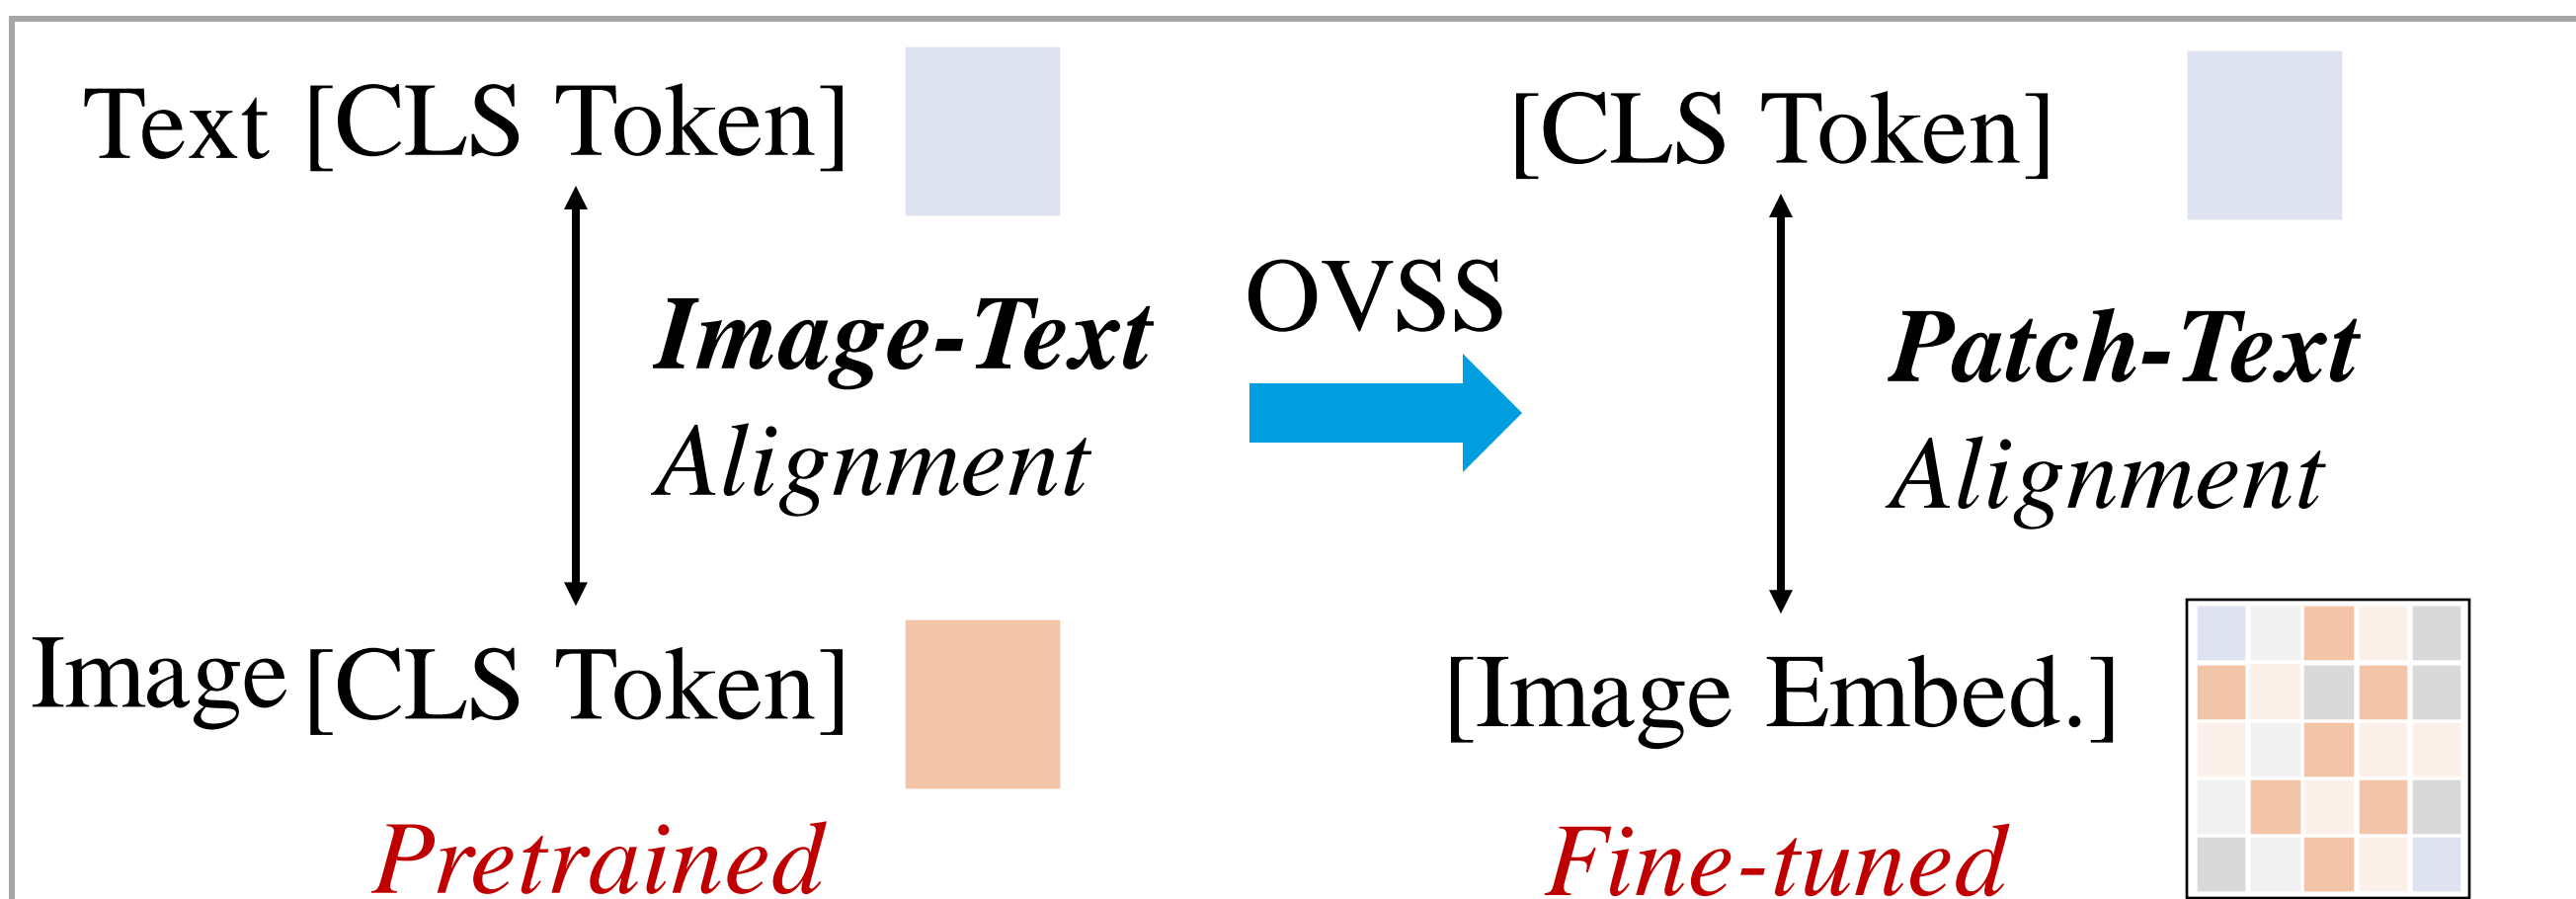 Text [CLS Token]
Image-Text
Alignment
Image [CLS Token]
Pretrained
OVSS
[CLS Token]
Patch-Text
Alignment
[Image Embed.]
Fine-tuned